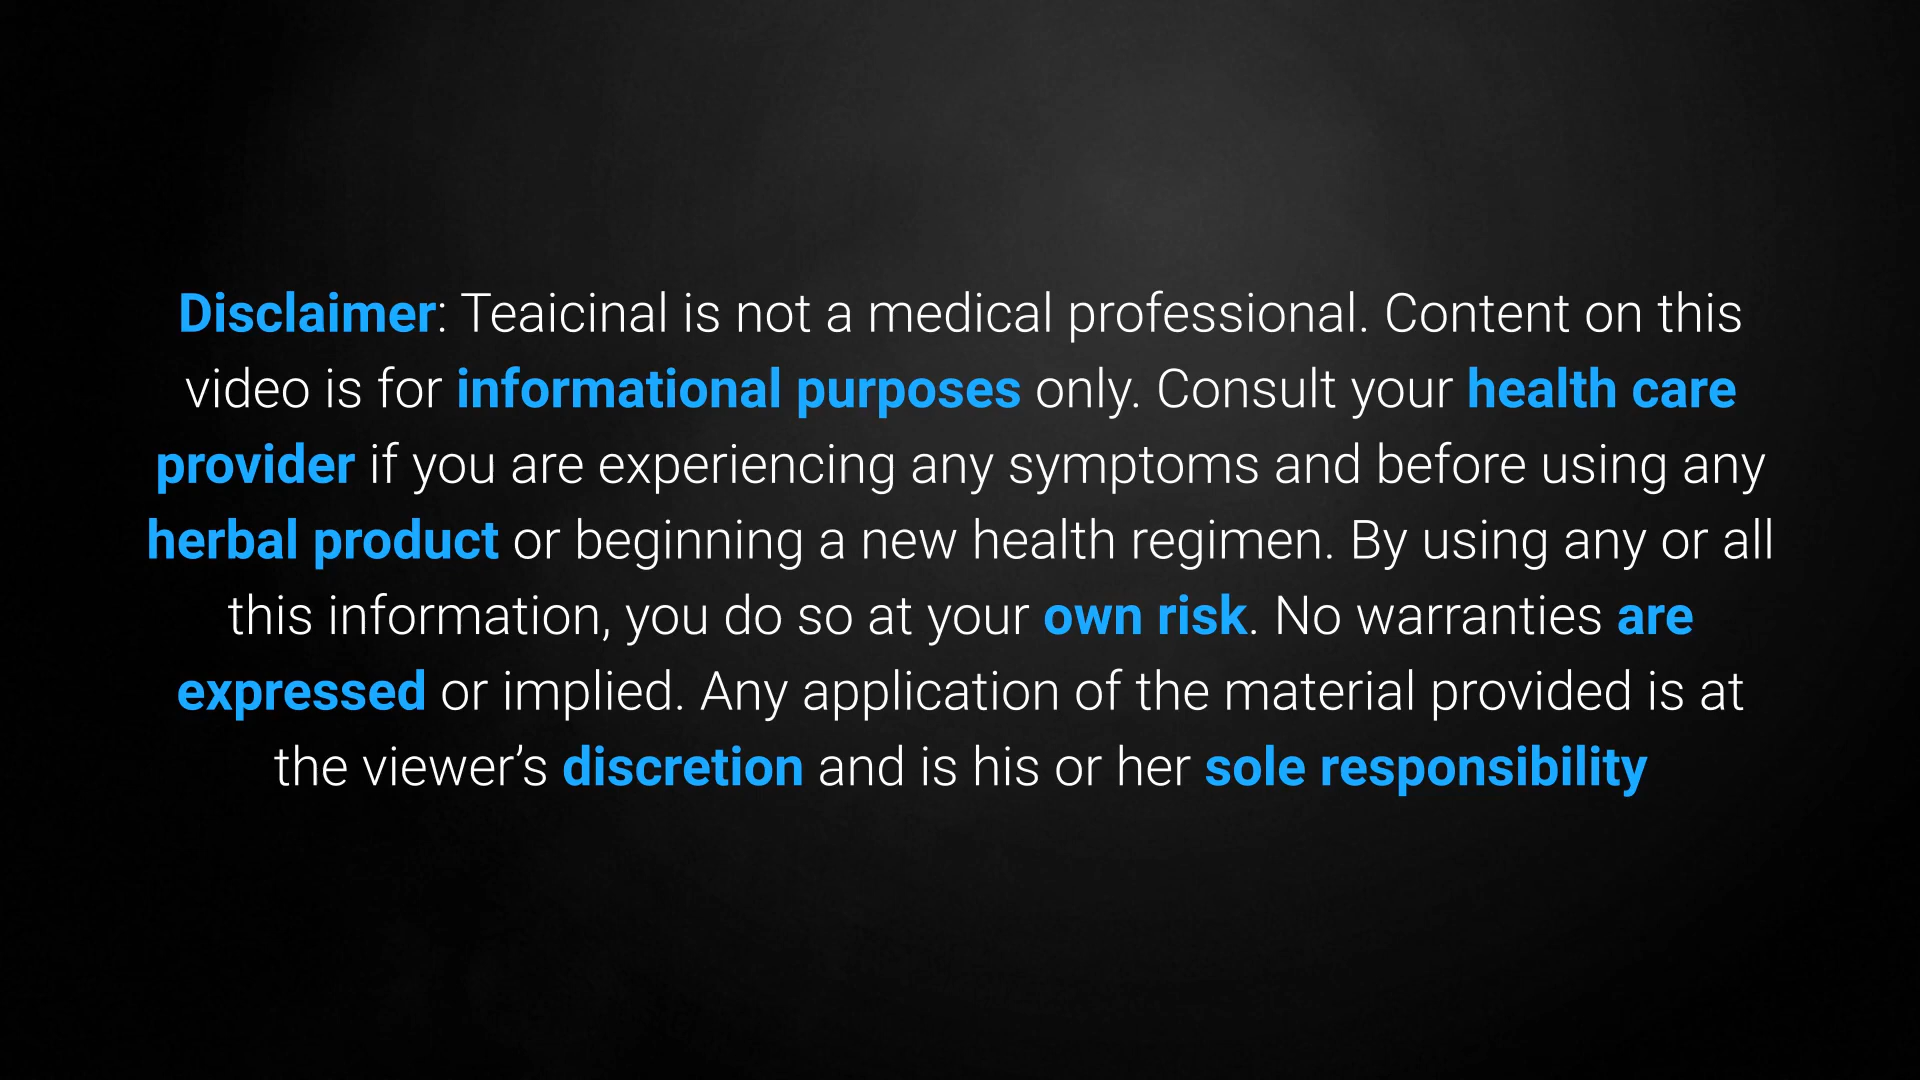 Disclaimer: Teaicinal is not a medical professional. Content on this
video is for informational purposes only. Consult your health care
provider if you are experiencing any symptoms and before using any
herbal product or beginning a new health regimen. By using any or all
this information, you do so at your own risk. No warranties are
expressed or implied. Any application of the material provided is at
the viewer’s discretion and is his or her sole responsibility